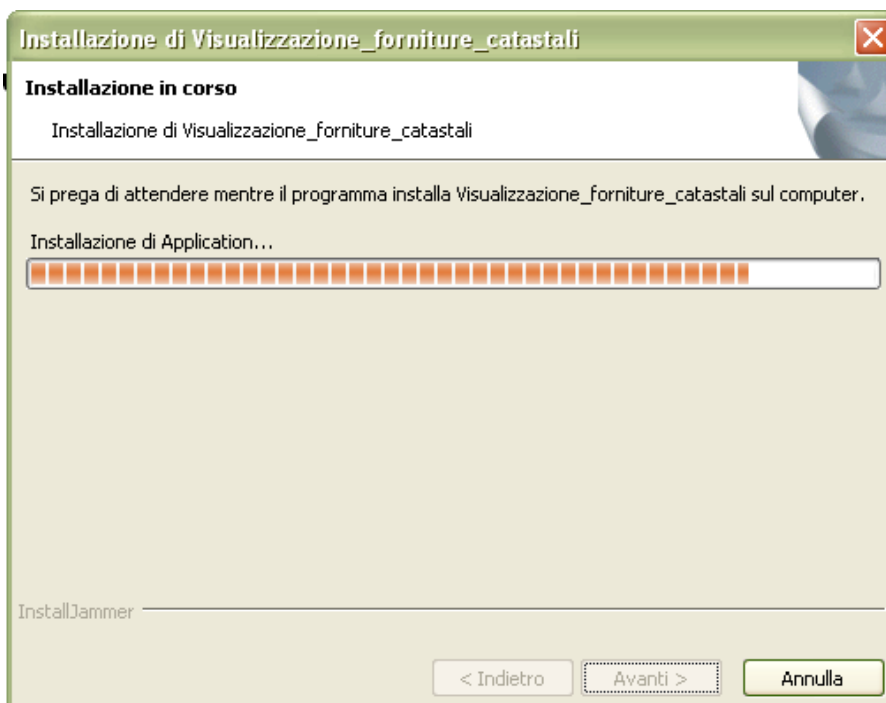 Installazione di Visualizzazione_forniture_catastali
Installazione in corso
Installazione di Visualizzazione_forniture_catastali
Si prega di attendere mentre il programma installa Visualizzazione_forniture_catastali sul computer.
Installazione di Application...
InstallJammer
< Indietro
Avanti >
Annulla